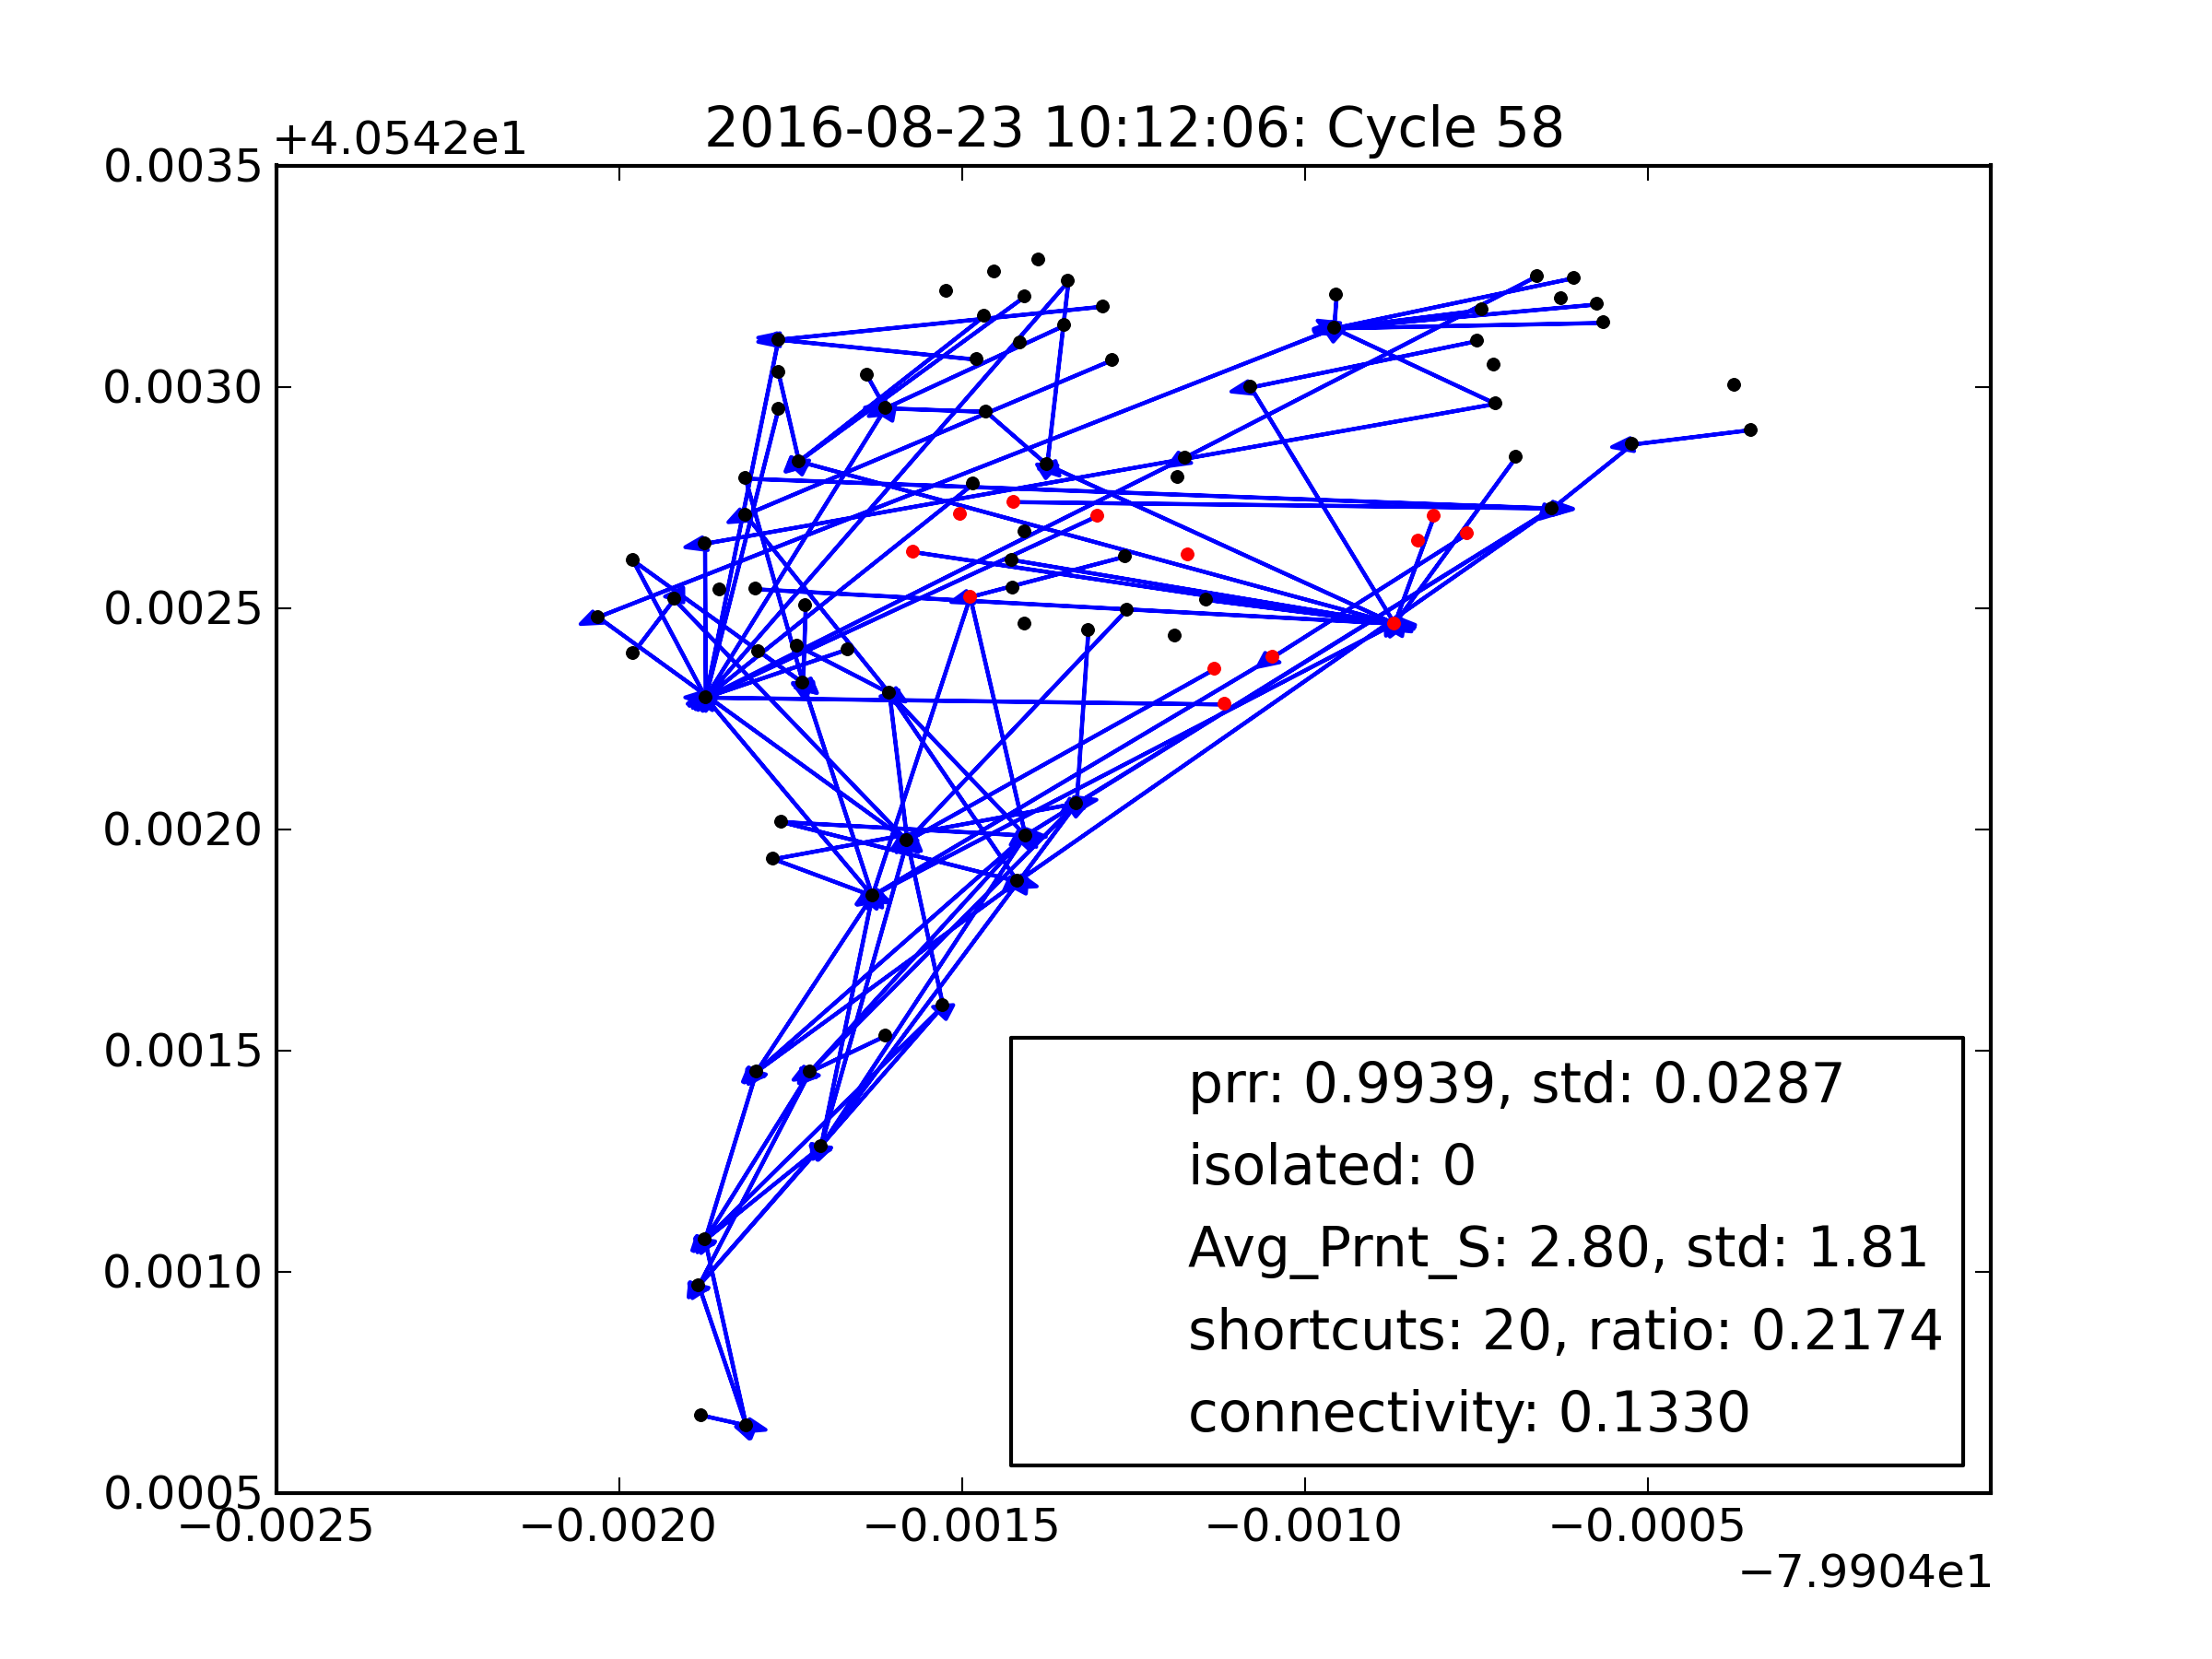 2016-08-23 10:12:06: Cycle 58
+4.0542e1
0.0035
0.0030
0.0025
0.0020
0.0015
0.0010
0.0005
prr: 0.9939, std: 0.0287
isolated: 0
Avg_Prnt_S: 2.80, std: 1.81
shortcuts: 20, ratio: 0.2174
connectivity: 0.1330
−0.0025 −0.0020 −0.0015 −0.0010 −0.0005
−7.9904e1